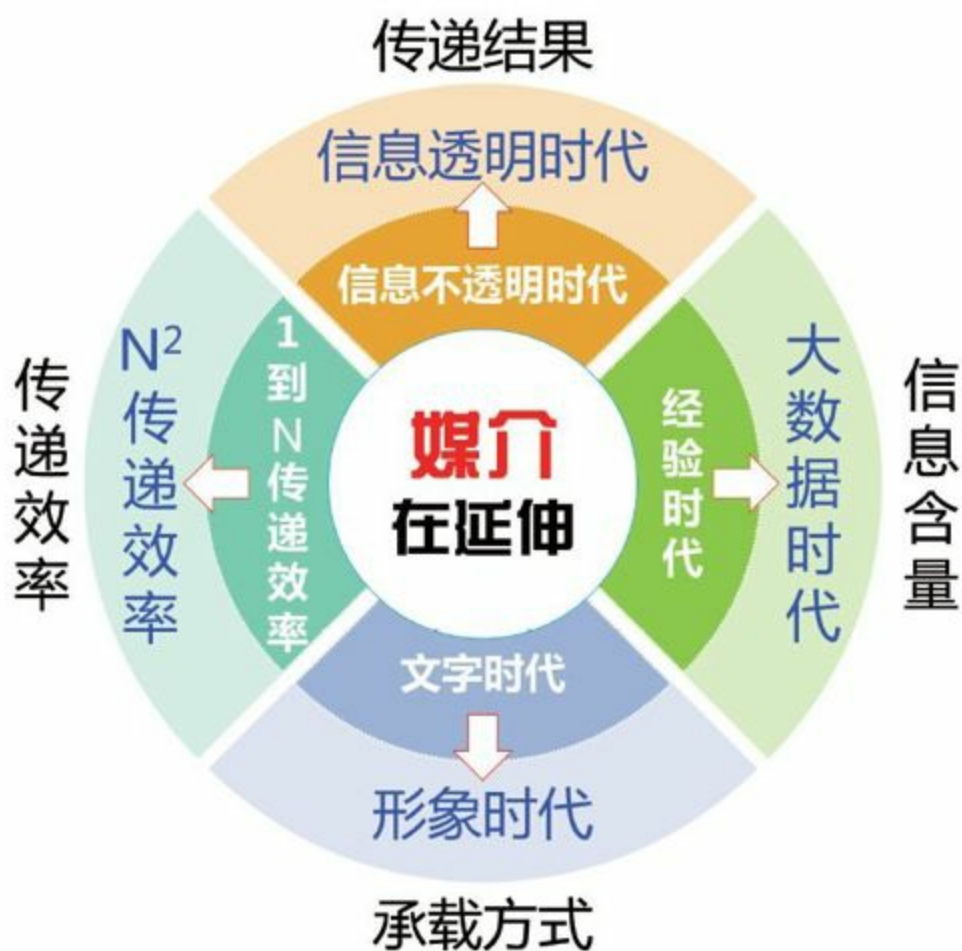 传递结果
信息透明时代
信息不透明时代
传递效率
N²传递效率
1到N传递效率
媒介
在延伸
经验时代
大数据时代
信息含量
文字时代
形象时代
承载方式